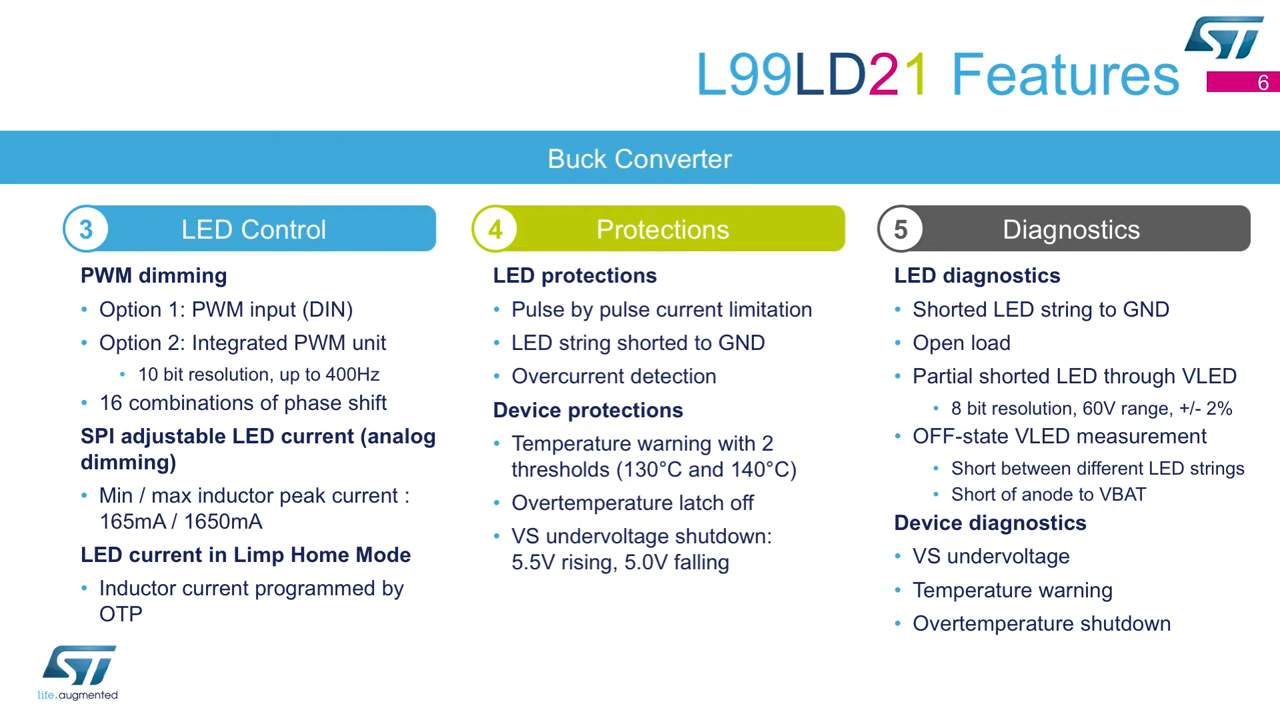 ST
L99LD21 Features
6
Buck Converter
3 LED Control
PWM dimming
• Option 1: PWM input (DIN)
• Option 2: Integrated PWM unit
• 10 bit resolution, up to 400Hz
• 16 combinations of phase shift
SPI adjustable LED current (analog
dimming)
• Min / max inductor peak current :
165mA / 1650mA
LED current in Limp Home Mode
• Inductor current programmed by
OTP
4 Protections
LED protections
• Pulse by pulse current limitation
• LED string shorted to GND
• Overcurrent detection
Device protections
• Temperature warning with 2
thresholds (130°C and 140°C)
• Overtemperature latch off
• VS undervoltage shutdown:
5.5V rising, 5.0V falling
5 Diagnostics
LED diagnostics
• Shorted LED string to GND
• Open load
• Partial shorted LED through VLED
• 8 bit resolution, 60V range, +/- 2%
• OFF-state VLED measurement
• Short between different LED strings
• Short of anode to VBAT
Device diagnostics
• VS undervoltage
• Temperature warning
• Overtemperature shutdown
ST
life.augmented